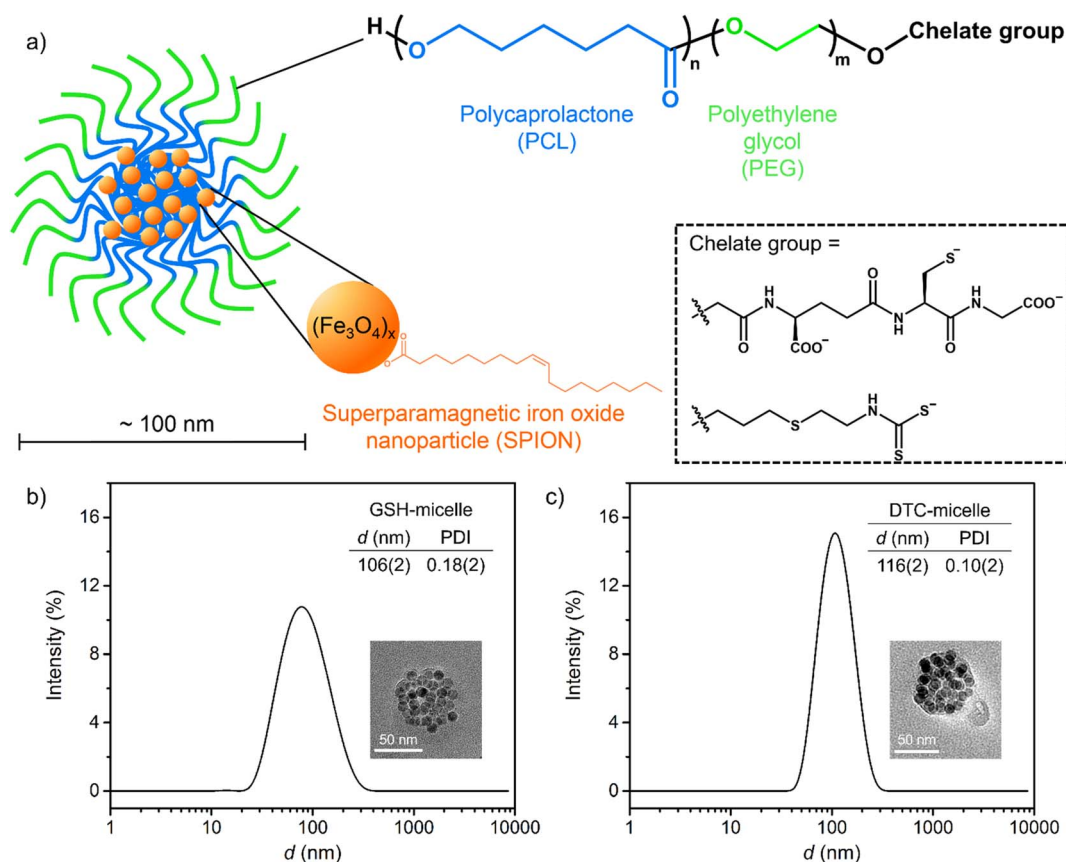 a)
H
O
O
n
O
m
O
Chelate group
Polycaprolactone
(PCL)
Polyethylene
glycol
(PEG)
(Fe3O4)x
O
O
Superparamagnetic iron oxide
nanoparticle (SPION)
~ 100 nm
Chelate group =
O
H
N
COO−
O
N
H
S−
O
H
N
COO−
O
S
H
N
S−
S
b)
GSH-micelle
d (nm) PDI
106(2) 0.18(2)
Intensity (%)
16
12
8
4
0
50 nm
1 10 100 1000 10000
d (nm)
c)
DTC-micelle
d (nm) PDI
116(2) 0.10(2)
Intensity (%)
16
12
8
4
0
50 nm
1 10 100 1000 10000
d (nm)